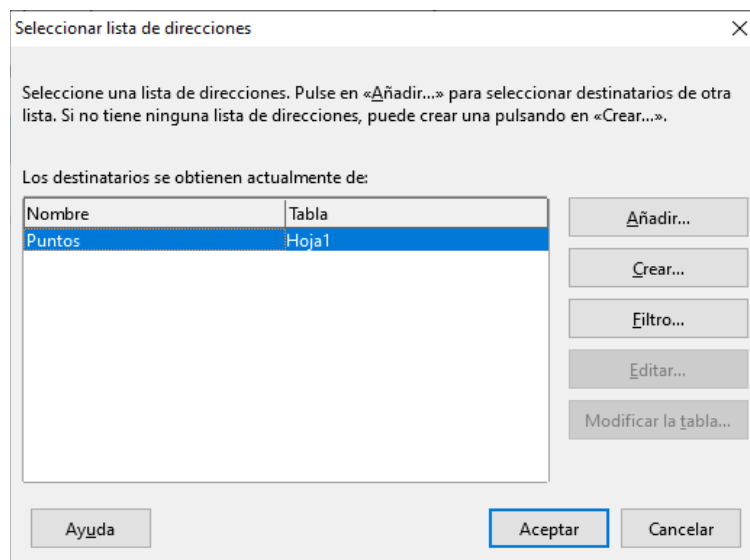 Seleccionar lista de direcciones
Seleccione una lista de direcciones. Pulse en «Añadir...» para seleccionar destinatarios de otra
lista. Si no tiene ninguna lista de direcciones, puede crear una pulsando en «Crear...».
Los destinatarios se obtienen actualmente de:
Nombre Tabla
Puntos Hoja1
Añadir...
Crear...
Filtro...
Editar...
Modificar la tabla...
Ayuda Aceptar Cancelar